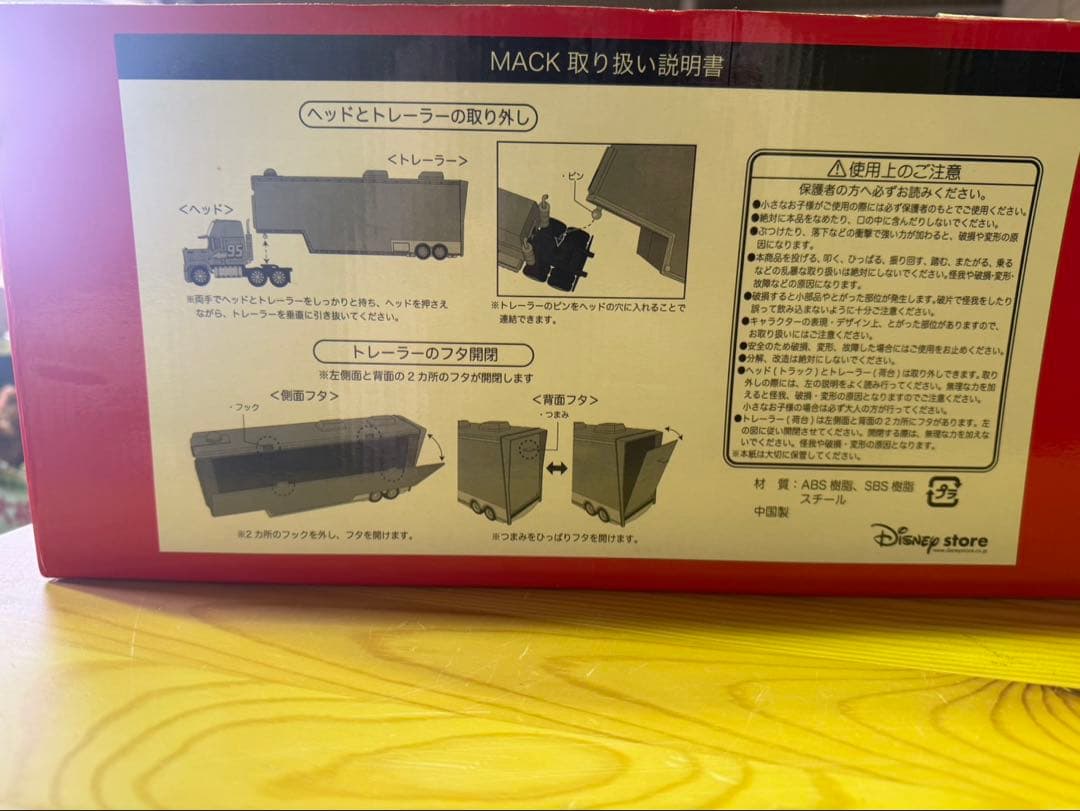 MACK 取り扱い説明書
ヘッドとトレーラーの取り外し
<トレーラー>
<ヘッド>
95
※両手でヘッドとトレーラーをしっかりと持ち、ヘッドを押さえ
ながら、トレーラーを垂直に引き抜いてください。
・ピン
※トレーラーのピンをヘッドの穴に入れることで
連結できます。
トレーラーのフタ開閉
※左側面と背面の2カ所のフタが開閉します
<側面フタ>
・フック
※2カ所のフックを外し、フタを開けます。
<背面フタ>
・つまみ
※つまみをひっぱりフタを開けます。
⚠使用上のご注意
保護者の方へ必ずお読みください。
●小さなお子様がご使用の際には必ず保護者のもとでご使用ください。
●絶対に本品をなめたり、口の中に含んだりしないでください。
●ぶつけたり、落下などの衝撃で強い力が加わると、破損や変形の原
因になります。
●本商品を投げる、叩く、ひっぱる、振り回す、踏む、またがる、乗る
などの乱暴な取り扱いは絶対にしないでください。怪我や破損・変形・
故障などの原因になります。
●破損すると小部品やとがった部位が発生します。破片で怪我をしたり
誤って飲み込まないように十分ご注意ください。
●キャラクターの表現・デザイン上、とがった部位がありますので、
お取り扱いにはご注意ください。
●安全のため破損、変形、故障した場合にはご使用をお止めください。
●分解、改造は絶対にしないでください。
●ヘッド(トラック)とトレーラー(荷台)は取り外しできます。取り
外しの際には、左の説明をよく読み行ってください。無理な力を加
えると怪我、破損・変形の原因となりますのでご注意ください。
小さなお子様の場合は必ず大人の方が行ってください。
●トレーラー(荷台)は左側面と背面の2カ所にフタがあります。左
の図に従い開閉させてください。開閉する際は、無理な力を加えな
いでください。怪我や破損・変形の原因となります。
※本紙は大切に保管してください。
材 質:ABS樹脂、SBS樹脂
スチール
中国製
プラ
Disney store
www.disneystore.co.jp